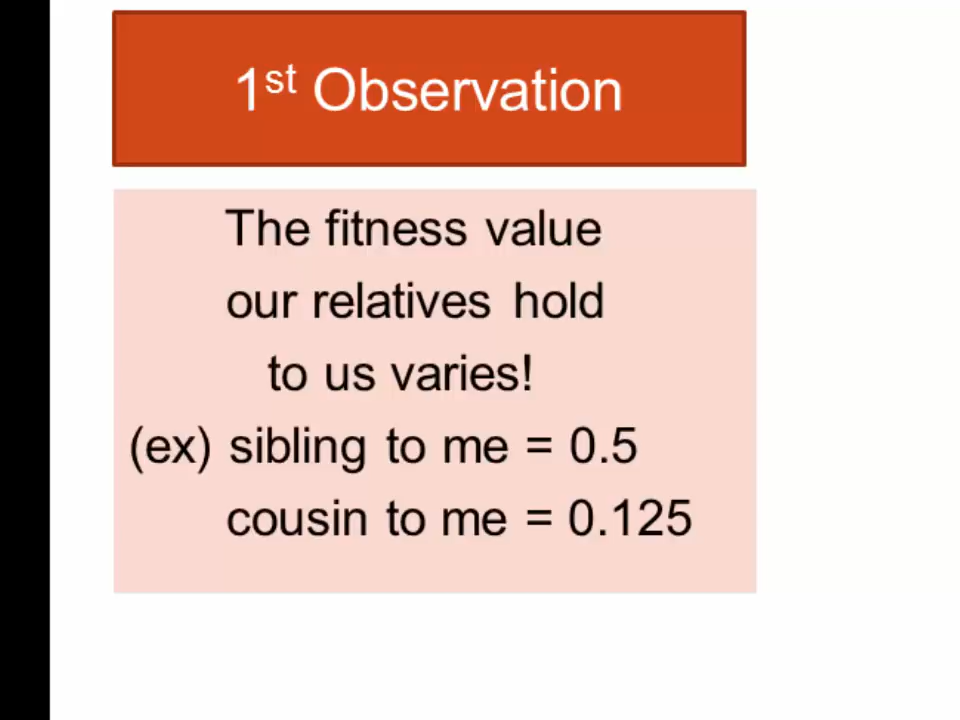 1st Observation
The fitness value
our relatives hold
to us varies!
(ex) sibling to me = 0.5
cousin to me = 0.125